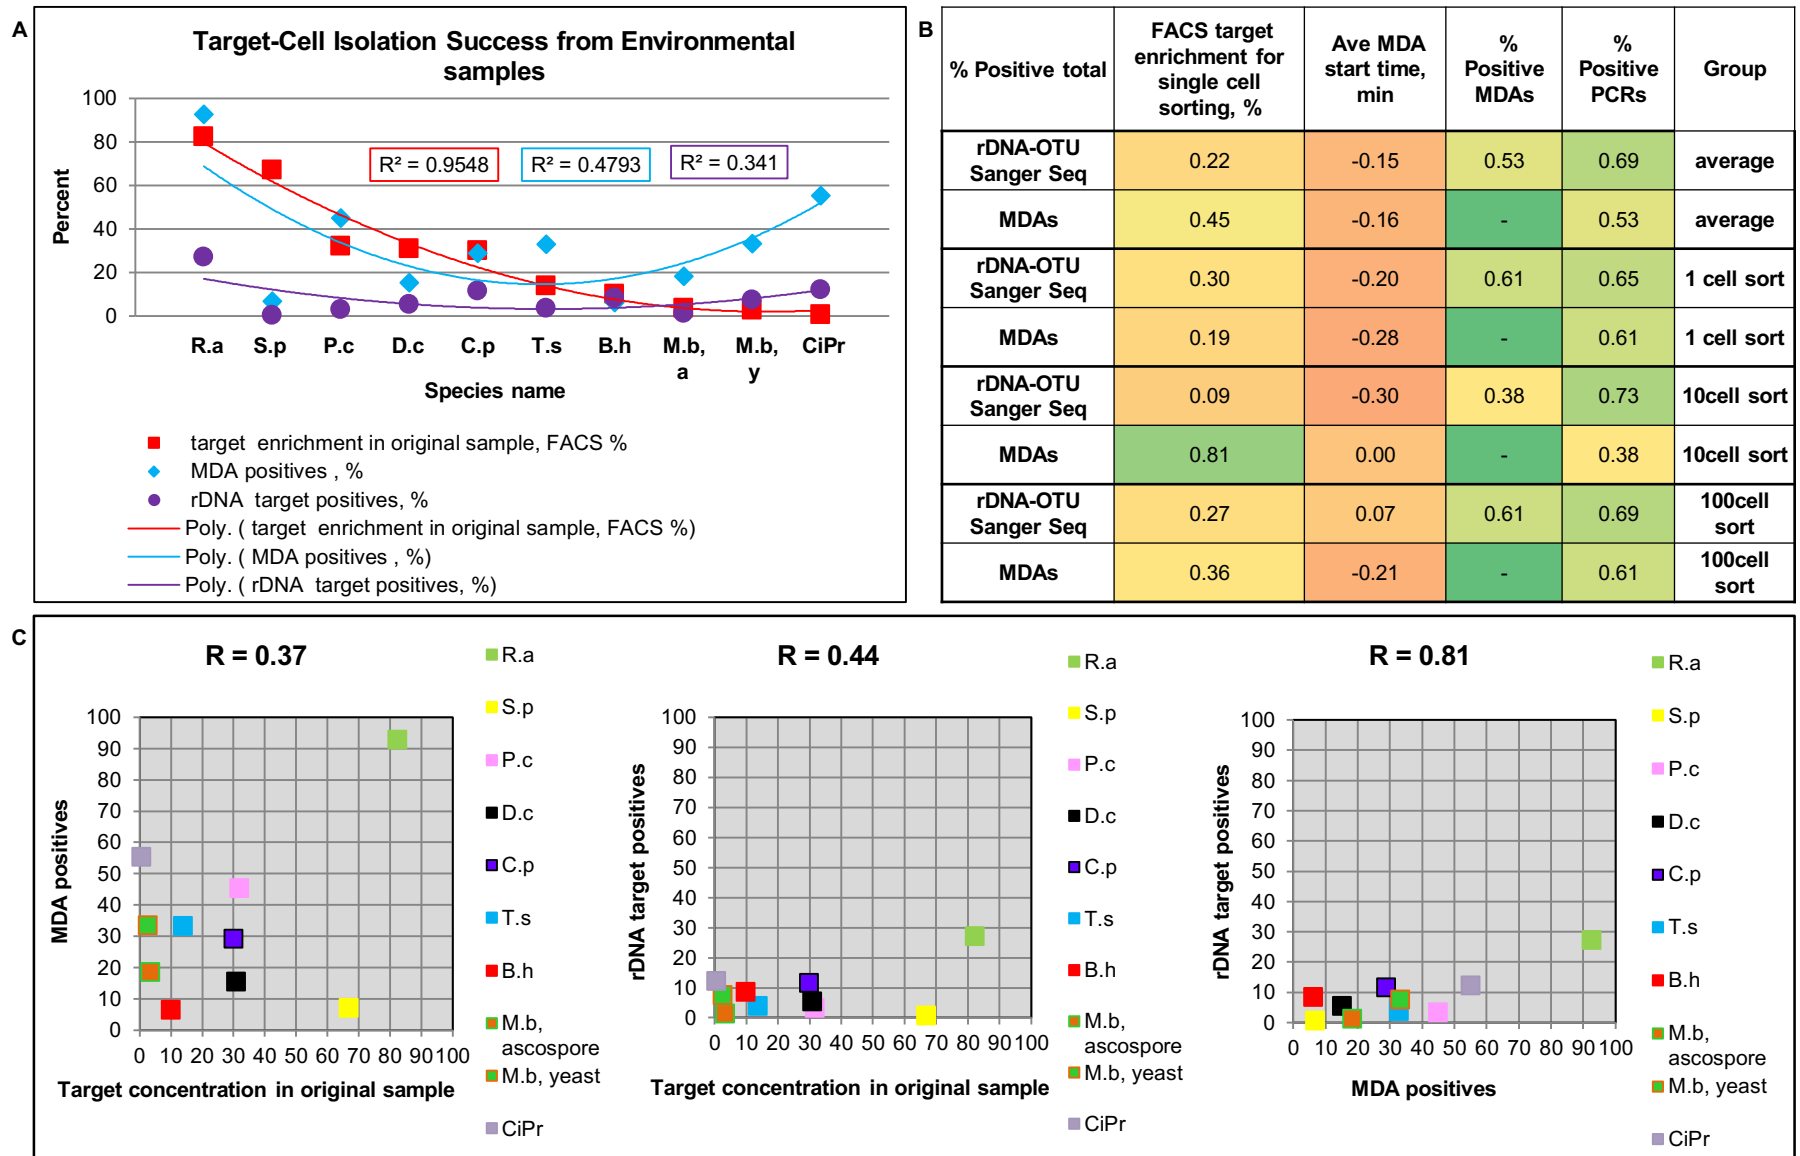 A
Target-Cell Isolation Success from Environmental
samples
100
80
60
40
20
0
Percent
R² = 0.9548
R² = 0.4793
R² = 0.341
R.a
S.p
P.c
D.c
C.p
T.s
B.h
M.b,
a
M.b,
y
CiPr
Species name
target enrichment in original sample, FACS %
MDA positives , %
rDNA target positives, %
Poly. ( target enrichment in original sample, FACS %)
Poly. ( MDA positives , %)
Poly. ( rDNA target positives, %)
B
% Positive total
FACS target
enrichment for
single cell
sorting, %
Ave MDA
start time,
min
%
Positive
MDAs
%
Positive
PCRs
Group
rDNA-OTU
Sanger Seq
0.22
-0.15
0.53
0.69
average
MDAs
0.45
-0.16
-
0.53
average
rDNA-OTU
Sanger Seq
0.30
-0.20
0.61
0.65
1 cell sort
MDAs
0.19
-0.28
-
0.61
1 cell sort
rDNA-OTU
Sanger Seq
0.09
-0.30
0.38
0.73
10cell sort
MDAs
0.81
0.00
-
0.38
10cell sort
rDNA-OTU
Sanger Seq
0.27
0.07
0.61
0.69
100cell
sort
MDAs
0.36
-0.21
-
0.61
100cell
sort
C
R = 0.37
100
90
80
70
60
50
40
30
20
10
0
MDA positives
0 10 20 30 40 50 60 70 80 90 100
Target concentration in original sample
R.a
S.p
P.c
D.c
C.p
T.s
B.h
M.b,
ascospore
M.b, yeast
CiPr
R = 0.44
100
90
80
70
60
50
40
30
20
10
0
rDNA target positives
0 10 20 30 40 50 60 70 80 90 100
Target concentration in original sample
R.a
S.p
P.c
D.c
C.p
T.s
B.h
M.b,
ascospore
M.b, yeast
CiPr
R = 0.81
100
90
80
70
60
50
40
30
20
10
0
rDNA target positives
0 10 20 30 40 50 60 70 80 90 100
MDA positives
R.a
S.p
P.c
D.c
C.p
T.s
B.h
M.b,
ascospore
M.b, yeast
CiPr